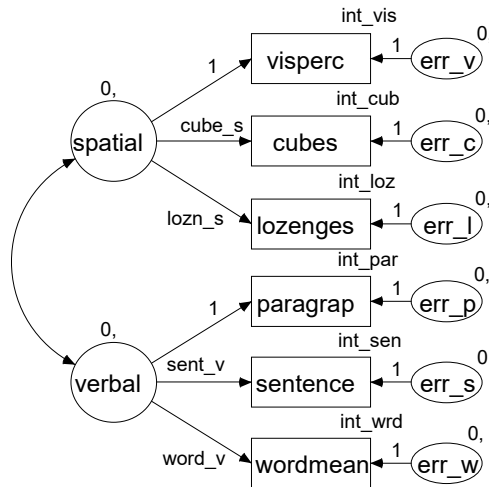 int_vis
0
1
1
visperc
err_v
0,
int_cub
0,
spatial
cube_s
cubes
1
err_c
int_loz
0,
lozn_s
lozenges
1
err_l
int_par
0,
0,
1
paragrap
1
err_p
int_sen
0
verbal
sent_v
sentence
1
err_s
int_wrd
0,
word_v
wordmean
1
err_w